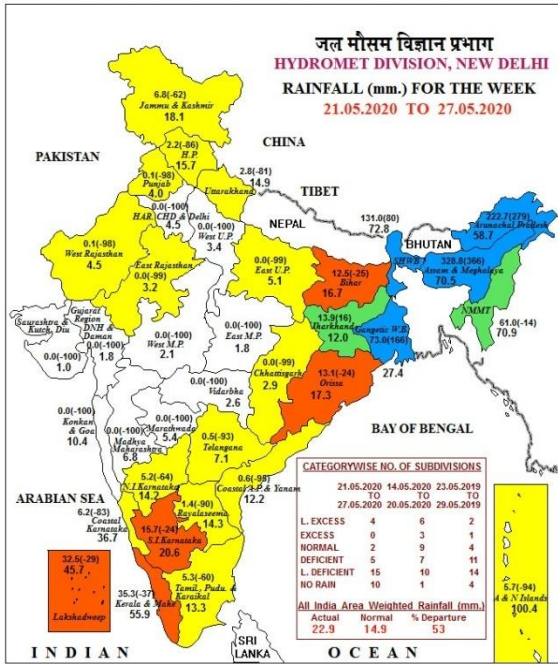 जल मौसम विज्ञान प्रभाग
HYDROMET DIVISION, NEW DELHI
RAINFALL (mm.) FOR THE WEEK
21.05.2020 TO 27.05.2020
6.8(-62)
Jammu & Kashmir
18.1
CHINA
2.2(-86)
H.P.
15.7
PAKISTAN
0.1(-98)
Punjab
4.0
2.8(-81)
14.9
Uttarakhand
TIBET
0.0(-100)
HAR. CHD & Delhi
4.5
0.0(-100)
West U.P.
3.4
NEPAL
131.0(80)
72.8
BHUTAN
222.7(279)
Arunachal Pradesh
58.7
0.1(-98)
West Rajasthan
4.5
East Rajasthan
0.0(-99)
3.2
0.0(-99)
East U.P.
5.1
12.5(-25)
Bihar
16.7
SHWB
328.8(366)
Assam & Meghalaya
70.5
NMMT
61.0(-14)
70.9
Saurashtra &
Kutch, Diu
0.0(-100)
1.0
Gujarat
Region
DNH &
Daman
0.0(-100)
1.8
0.0(-100)
West M.P.
2.1
0.0(-100)
East M.P.
1.8
13.9(16)
Jharkhand
12.0
Gangetic W.B.
73.0(166)
27.4
0.0(-99)
Chhattisgarh
2.9
13.1(-24)
Orissa
17.3
0.0(-100)
Vidarbha
2.6
0.0(-100)
Konkan &
Goa
10.4
0.0(-100)
Marathwada
5.4
0.0(-100)
Madhya
Maharashtra
6.8
0.5(-93)
Telangana
7.1
BAY OF BENGAL
ARABIAN SEA
5.2(-64)
N.I.Karnataka
14.2
0.6(-95)
Coastal A.P. & Yanam
12.2
6.2(-83)
Coastal
Karnataka
36.7
1.4(-90)
Rayalaseema
14.3
15.7(-24)
S.I.Karnataka
20.6
32.5(-29)
45.7
Lakshadweep
35.3(-37)
Kerala & Mahe
55.9
5.3(-60)
Tamil, Pudu. &
Karaikal
13.3
CATEGORYWISE NO. OF SUBDIVISIONS
21.05.2020 14.05.2020 23.05.2019
TO TO TO
27.05.2020 20.05.2020 29.05.2019
L. EXCESS 4 6 2
EXCESS 0 3 1
NORMAL 2 9 4
DEFICIENT 5 7 11
L. DEFICIENT 15 10 14
NO RAIN 10 1 4
All India Area Weighted Rainfall (mm.)
Actual Normal % Departure
22.9 14.9 53
5.7(-94)
A & N Islands
100.4
SRI
LANKA
INDIAN OCEAN